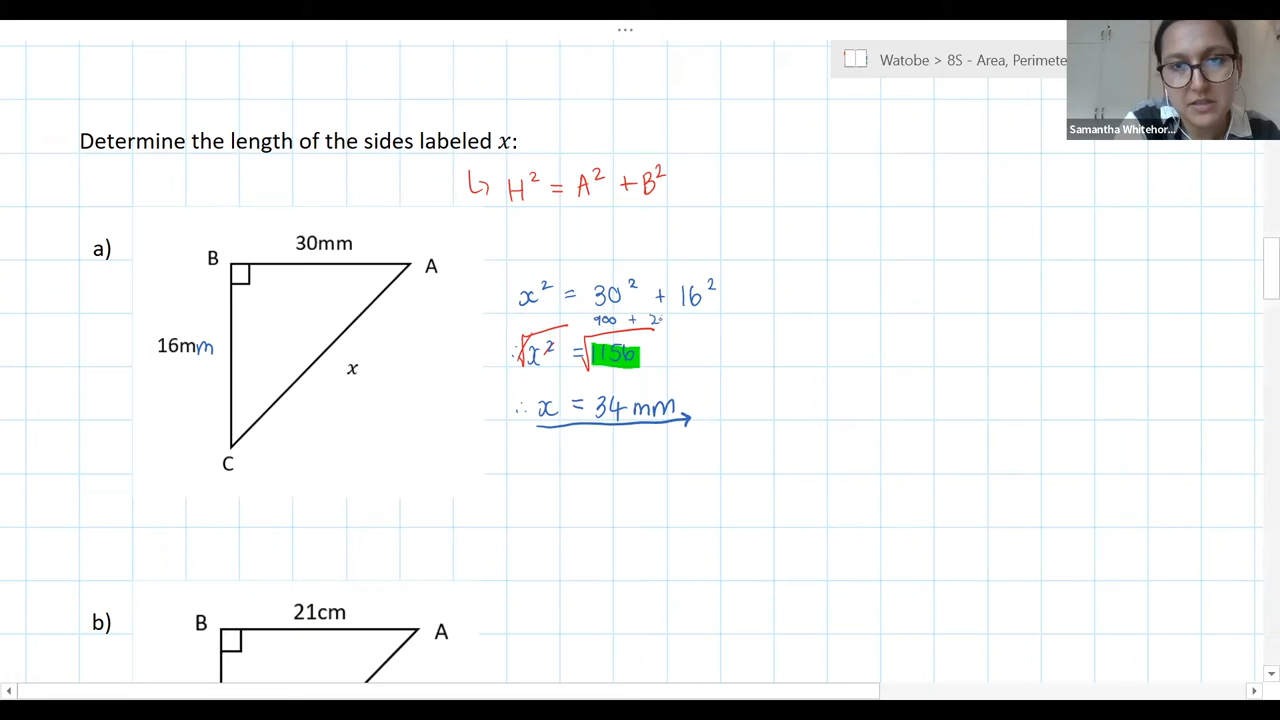 Watobe > 8S - Area, Perimete
Samantha Whitehor...
Determine the length of the sides labeled x:
↳ H² = A² + B²
a)
30mm
B
A
16mm
x
C
x² = 30² + 16²
900 + 2
∴ √x² = √1156
∴ x = 34 mm
b)
21cm
B
A